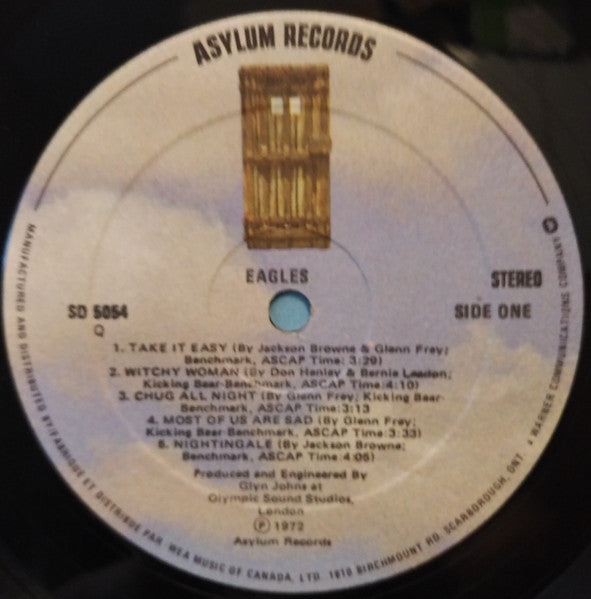 ASYLUM RECORDS
EAGLES
STEREO
SD 5054
SIDE ONE
Q
1. TAKE IT EASY (By Jackson Browne & Glenn Frey;
Benchmark, ASCAP Time: 3:29)
2. WITCHY WOMAN (By Don Henley & Bernie Leadon;
Kicking Bear-Benchmark, ASCAP Time:4:10)
3. CHUG ALL NIGHT (By Glenn Frey; Kicking Bear-
Benchmark, ASCAP Time:3:13
4. MOST OF US ARE SAD (By Glenn Frey;
Kicking Bear-Benchmark, ASCAP Time:3:33)
5. NIGHTINGALE (By Jackson Browne;
Benchmark, ASCAP Time:4:05)
Produced and Engineered By
Glyn Johns at
Olympic Sound Studios,
London
Ⓟ 1972
Asylum Records
MANUFACTURED AND DISTRIBUTED BY/FABRIQUÉ ET DISTRIBUÉ PAR WEA MUSIC OF CANADA, LTD. 1810 BIRCHMOUNT RD. SCARBOROUGH, ONT. A WARNER COMMUNICATIONS COMPANY